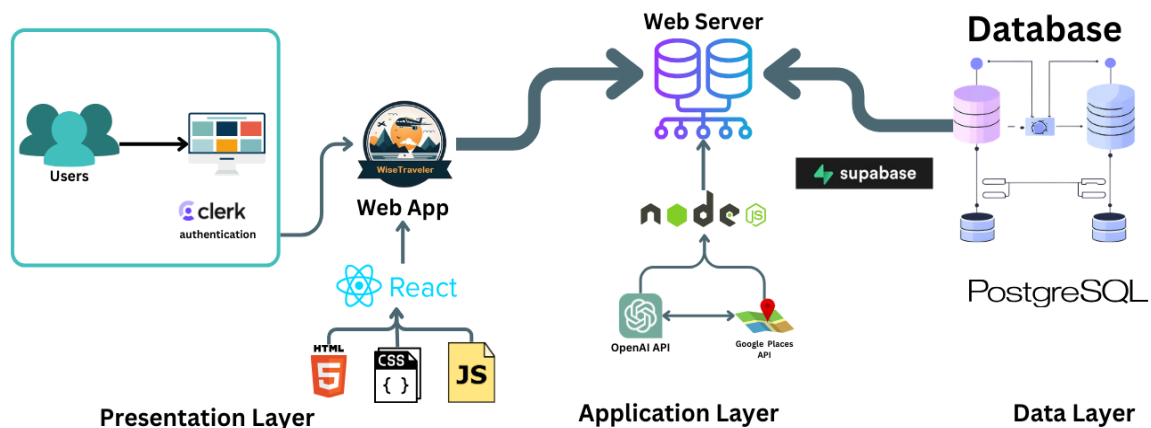 Web Server
Database
Users
clerk
authentication
WiseTraveler
Web App
supabase
node
JS
React
HTML
5
CSS
{ }
JS
OpenAI API
Google Places
API
PostgreSQL
Presentation Layer
Application Layer
Data Layer